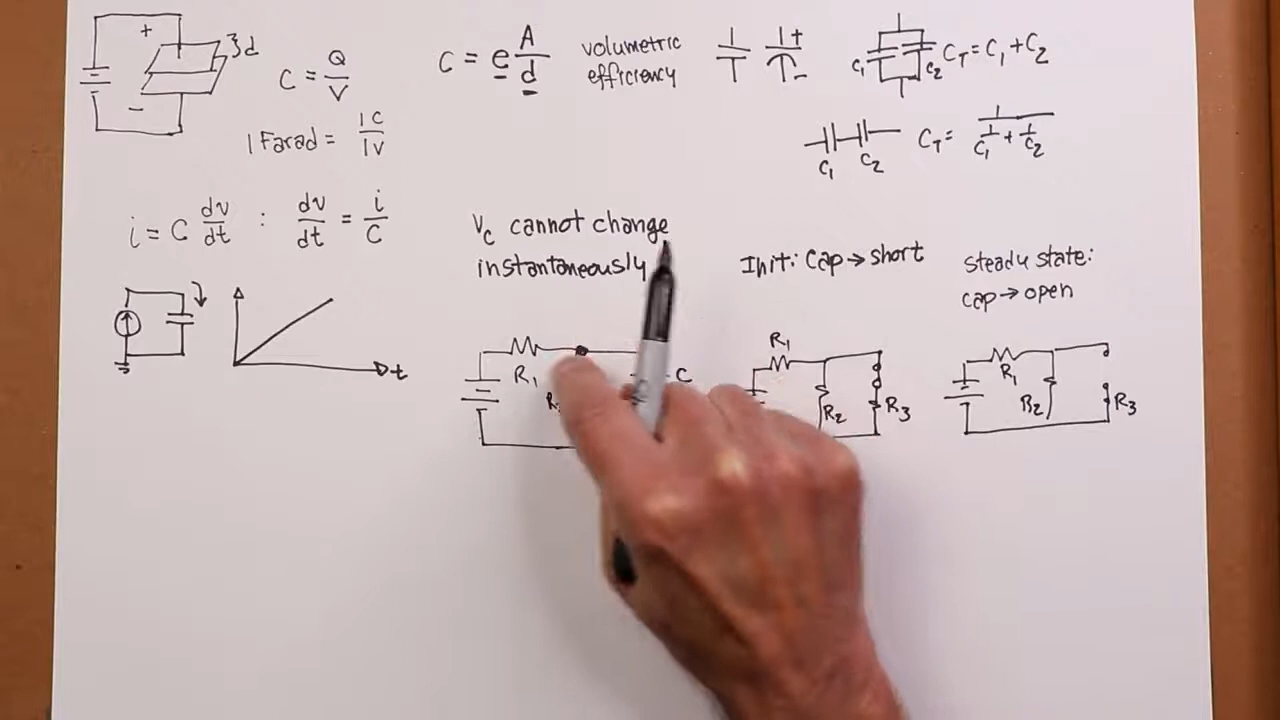 +
3d
-
C = Q/V
1 Farad = 1C/1V
C = e A/d
volumetric
efficiency
+
-
C1
C2
CT = C1 + C2
C1
C2
CT = 1/(1/C1 + 1/C2)
i = C dv/dt : dv/dt = i/C
t
Vc cannot change
instantaneously
R1
C
Init: Cap → short
R1
R2
R3
steady state:
cap → open
R1
R2
R3